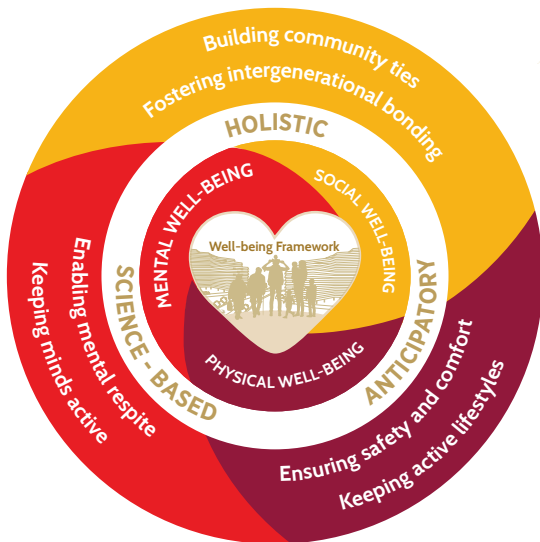 Building community ties
Fostering intergenerational bonding
HOLISTIC
SOCIAL WELL-BEING
MENTAL WELL-BEING
Well-being Framework
PHYSICAL WELL-BEING
SCIENCE - BASED
ANTICIPATORY
Enabling mental respite
Keeping minds active
Ensuring safety and comfort
Keeping active lifestyles